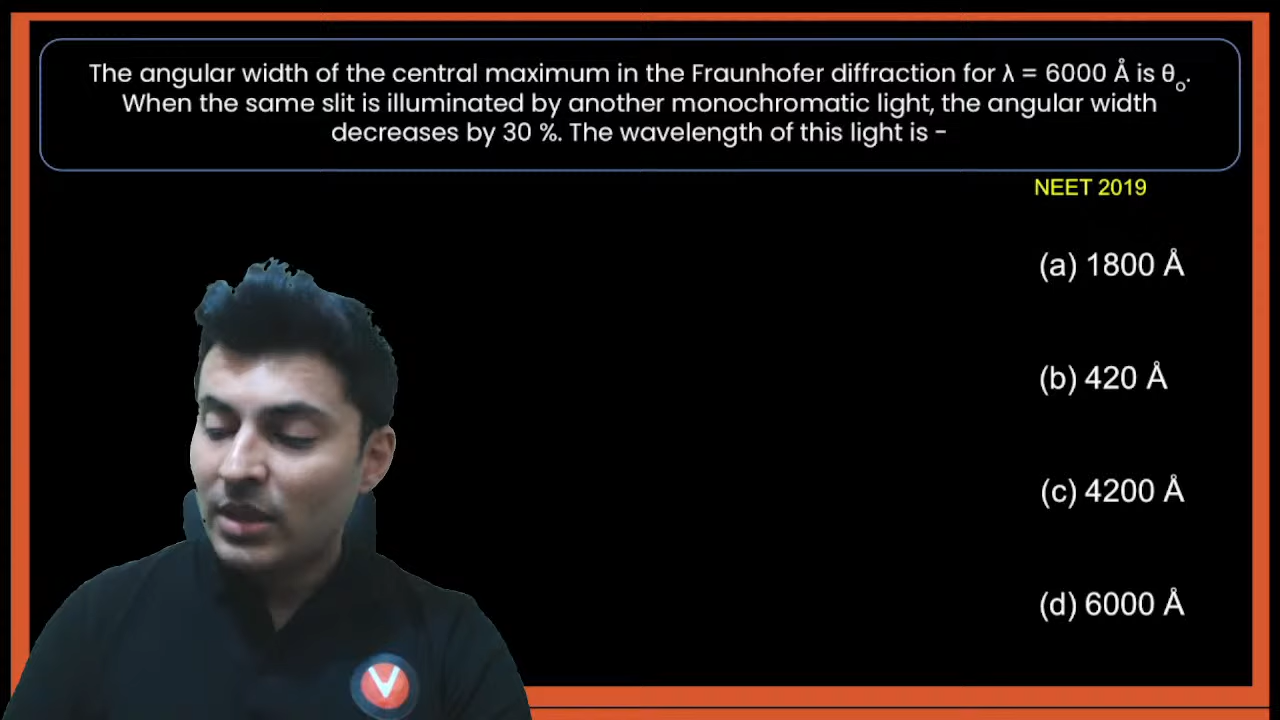 The angular width of the central maximum in the Fraunhofer diffraction for λ = 6000 Å is θₒ.
When the same slit is illuminated by another monochromatic light, the angular width
decreases by 30 %. The wavelength of this light is -
NEET 2019
(a) 1800 Å
(b) 420 Å
(c) 4200 Å
(d) 6000 Å
V